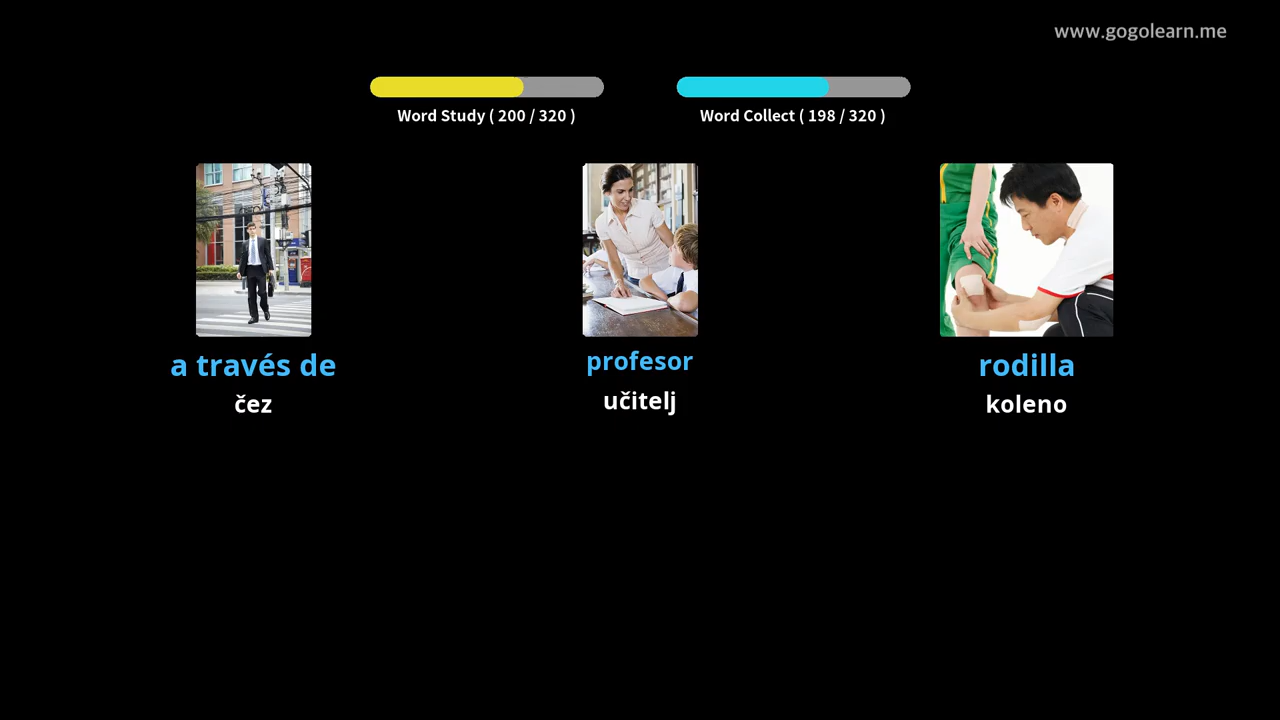 www.gogolearn.me
Word Study ( 200 / 320 )
Word Collect ( 198 / 320 )
a través de
čez
profesor
učitelj
rodilla
koleno